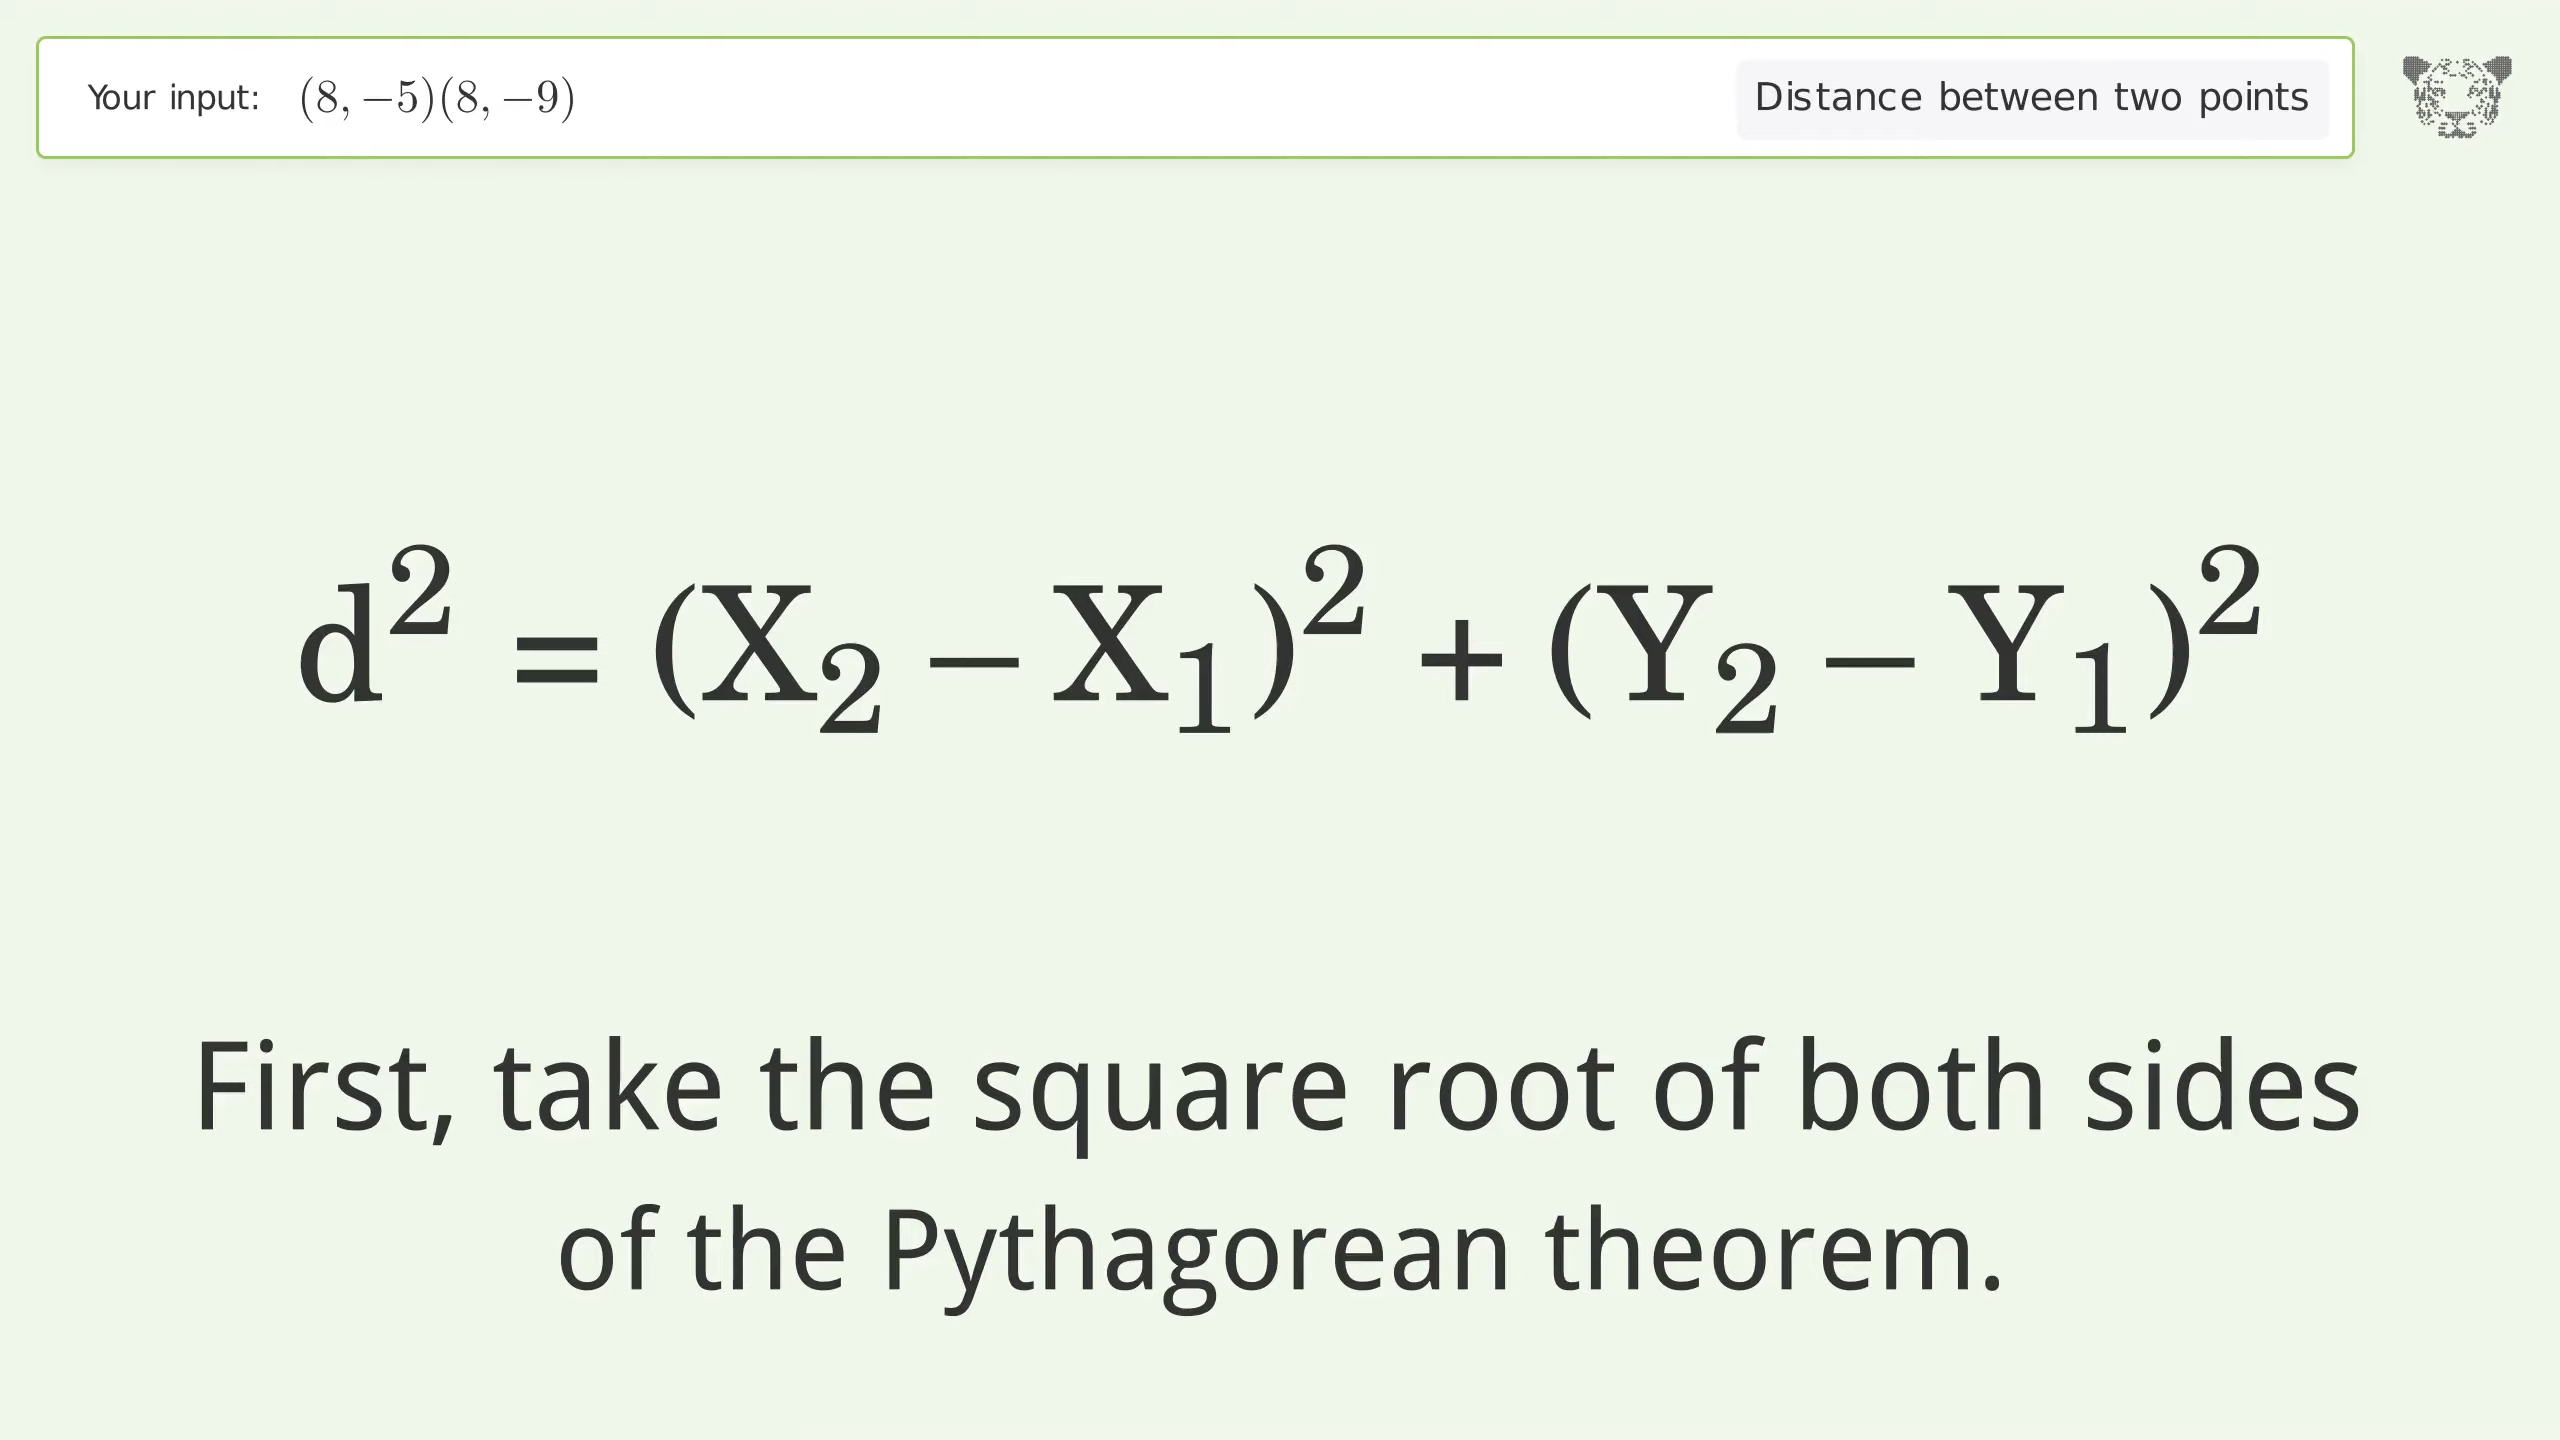 Your input: (8, −5)(8, −9)
Distance between two points
d² = (X₂ − X₁)² + (Y₂ − Y₁)²
First, take the square root of both sides
of the Pythagorean theorem.